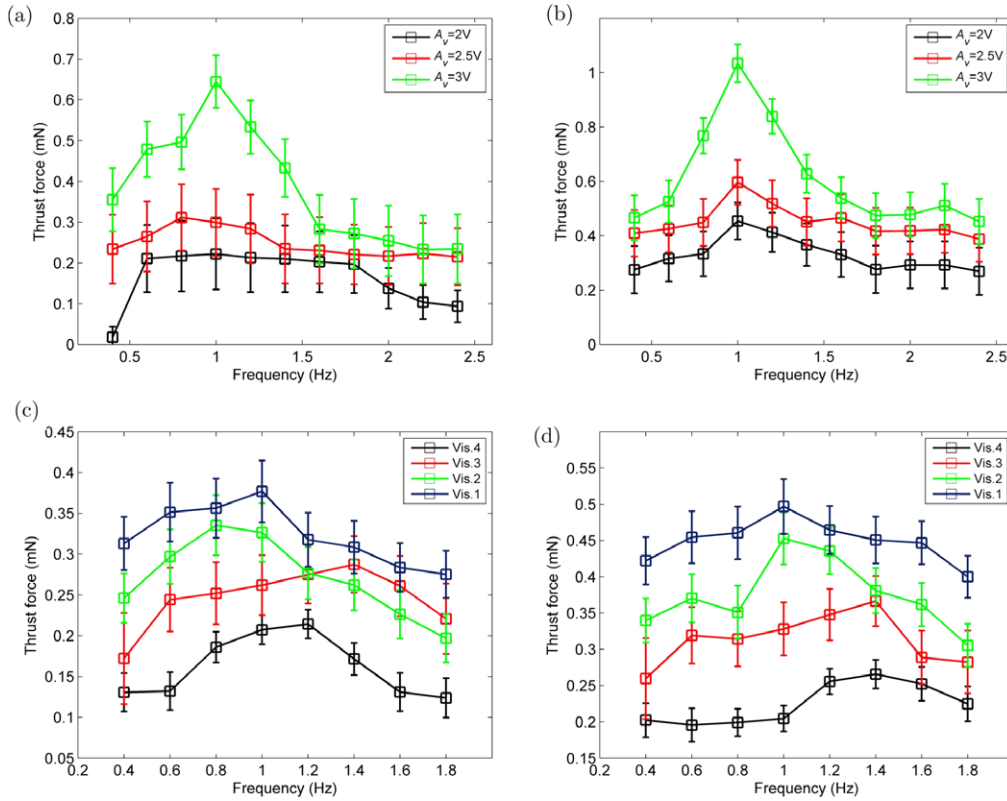 (a)
0.8
0.7
0.6
0.5
0.4
0.3
0.2
0.1
0
Thrust force (mN)
0.5 1 1.5 2 2.5
Frequency (Hz)
Av=2V
Av=2.5V
Av=3V
(b)
1
0.8
0.6
0.4
0.2
0
Thrust force (mN)
0.5 1 1.5 2 2.5
Frequency (Hz)
Av=2V
Av=2.5V
Av=3V
(c)
0.45
0.4
0.35
0.3
0.25
0.2
0.15
0.1
0.05
Thrust force (mN)
0.2 0.4 0.6 0.8 1 1.2 1.4 1.6 1.8
Frequency (Hz)
Vis.4
Vis.3
Vis.2
Vis.1
(d)
0.55
0.5
0.45
0.4
0.35
0.3
0.25
0.2
0.15
Thrust force (mN)
0.2 0.4 0.6 0.8 1 1.2 1.4 1.6 1.8
Frequency (Hz)
Vis.4
Vis.3
Vis.2
Vis.1